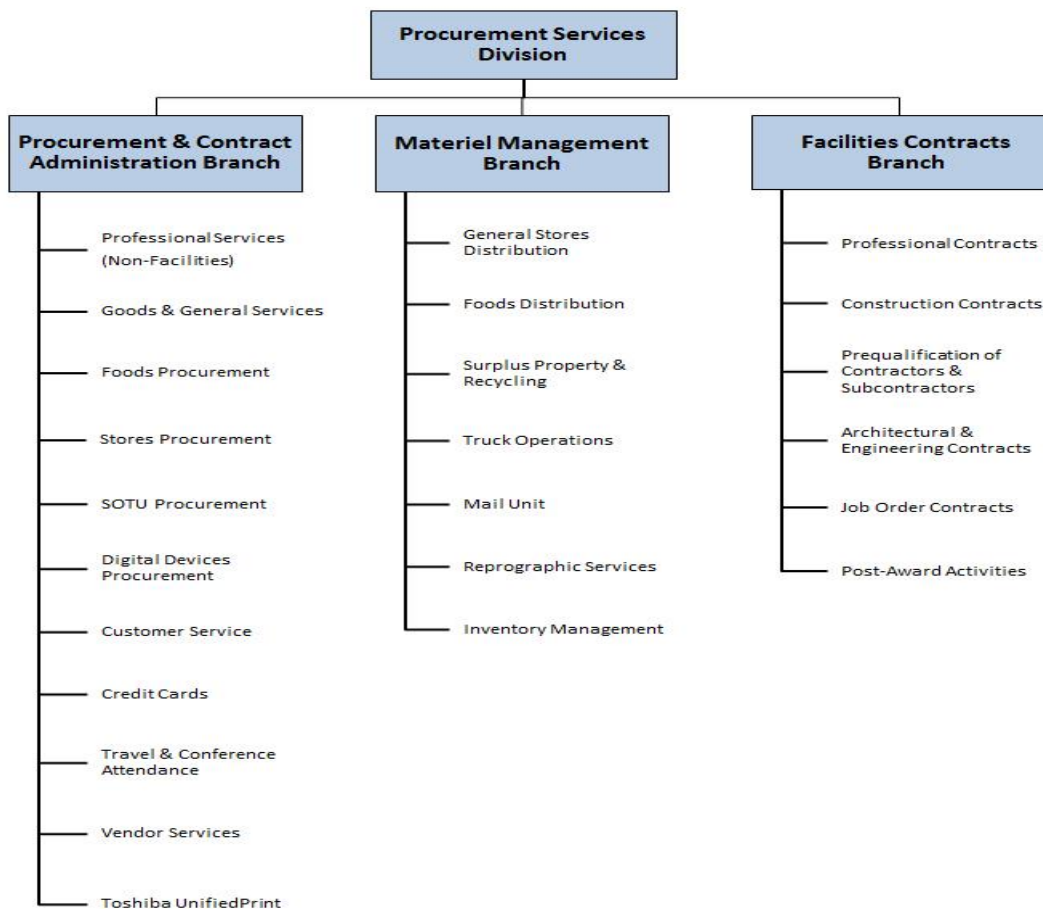 Procurement Services
Division
Procurement & Contract
Administration Branch
Professional Services
(Non-Facilities)
Goods & General Services
Foods Procurement
Stores Procurement
SOTU Procurement
Digital Devices
Procurement
Customer Service
Credit Cards
Travel & Conference
Attendance
Vendor Services
Toshiba UnifiedPrint
Materiel Management
Branch
General Stores
Distribution
Foods Distribution
Surplus Property &
Recycling
Truck Operations
Mail Unit
Reprographic Services
Inventory Management
Facilities Contracts
Branch
Professional Contracts
Construction Contracts
Prequalification of
Contractors &
Subcontractors
Architectural &
Engineering Contracts
Job Order Contracts
Post-Award Activities